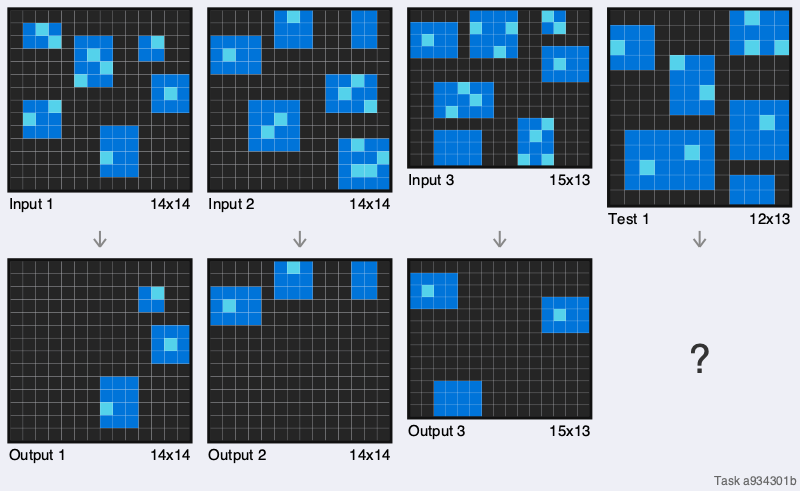 Input 1 14x14
Input 2 14x14
Input 3 15x13
Test 1 12x13
?
Output 1 14x14
Output 2 14x14
Output 3 15x13
Task a934301b